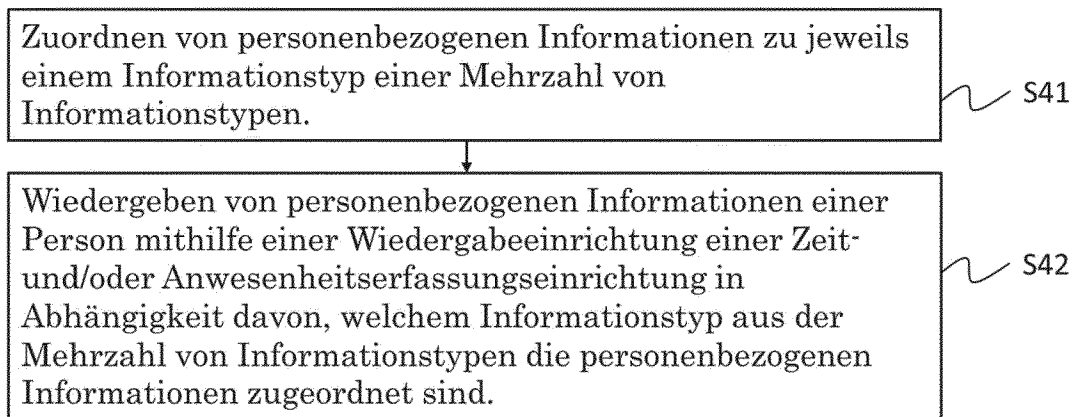 Zuordnen von personenbezogenen Informationen zu jeweils
einem Informationstyp einer Mehrzahl von
Informationstypen.
S41
Wiedergeben von personenbezogenen Informationen einer
Person mithilfe einer Wiedergabeeinrichtung einer Zeit-
und/oder Anwesenheitserfassungseinrichtung in
Abhängigkeit davon, welchem Informationstyp aus der
Mehrzahl von Informationstypen die personenbezogenen
Informationen zugeordnet sind.
S42